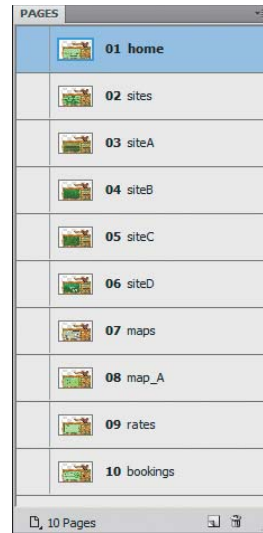 PAGES
01 home
02 sites
03 siteA
04 siteB
05 siteC
06 siteD
07 maps
08 map_A
09 rates
10 bookings
10 Pages